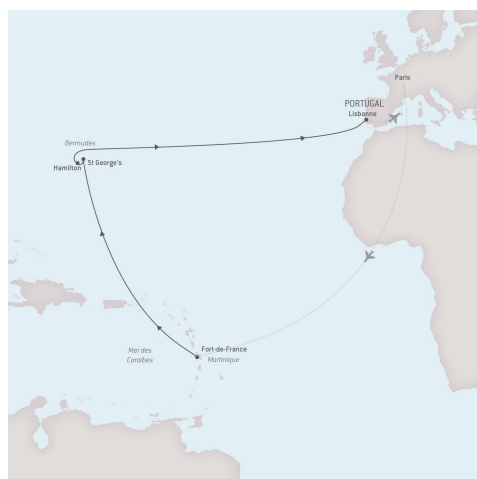 Paris
PORTUGAL
Lisbonne
Bermudes
Hamilton
St George's
Fort-de-France
Martinique
Mer des
Caraïbes